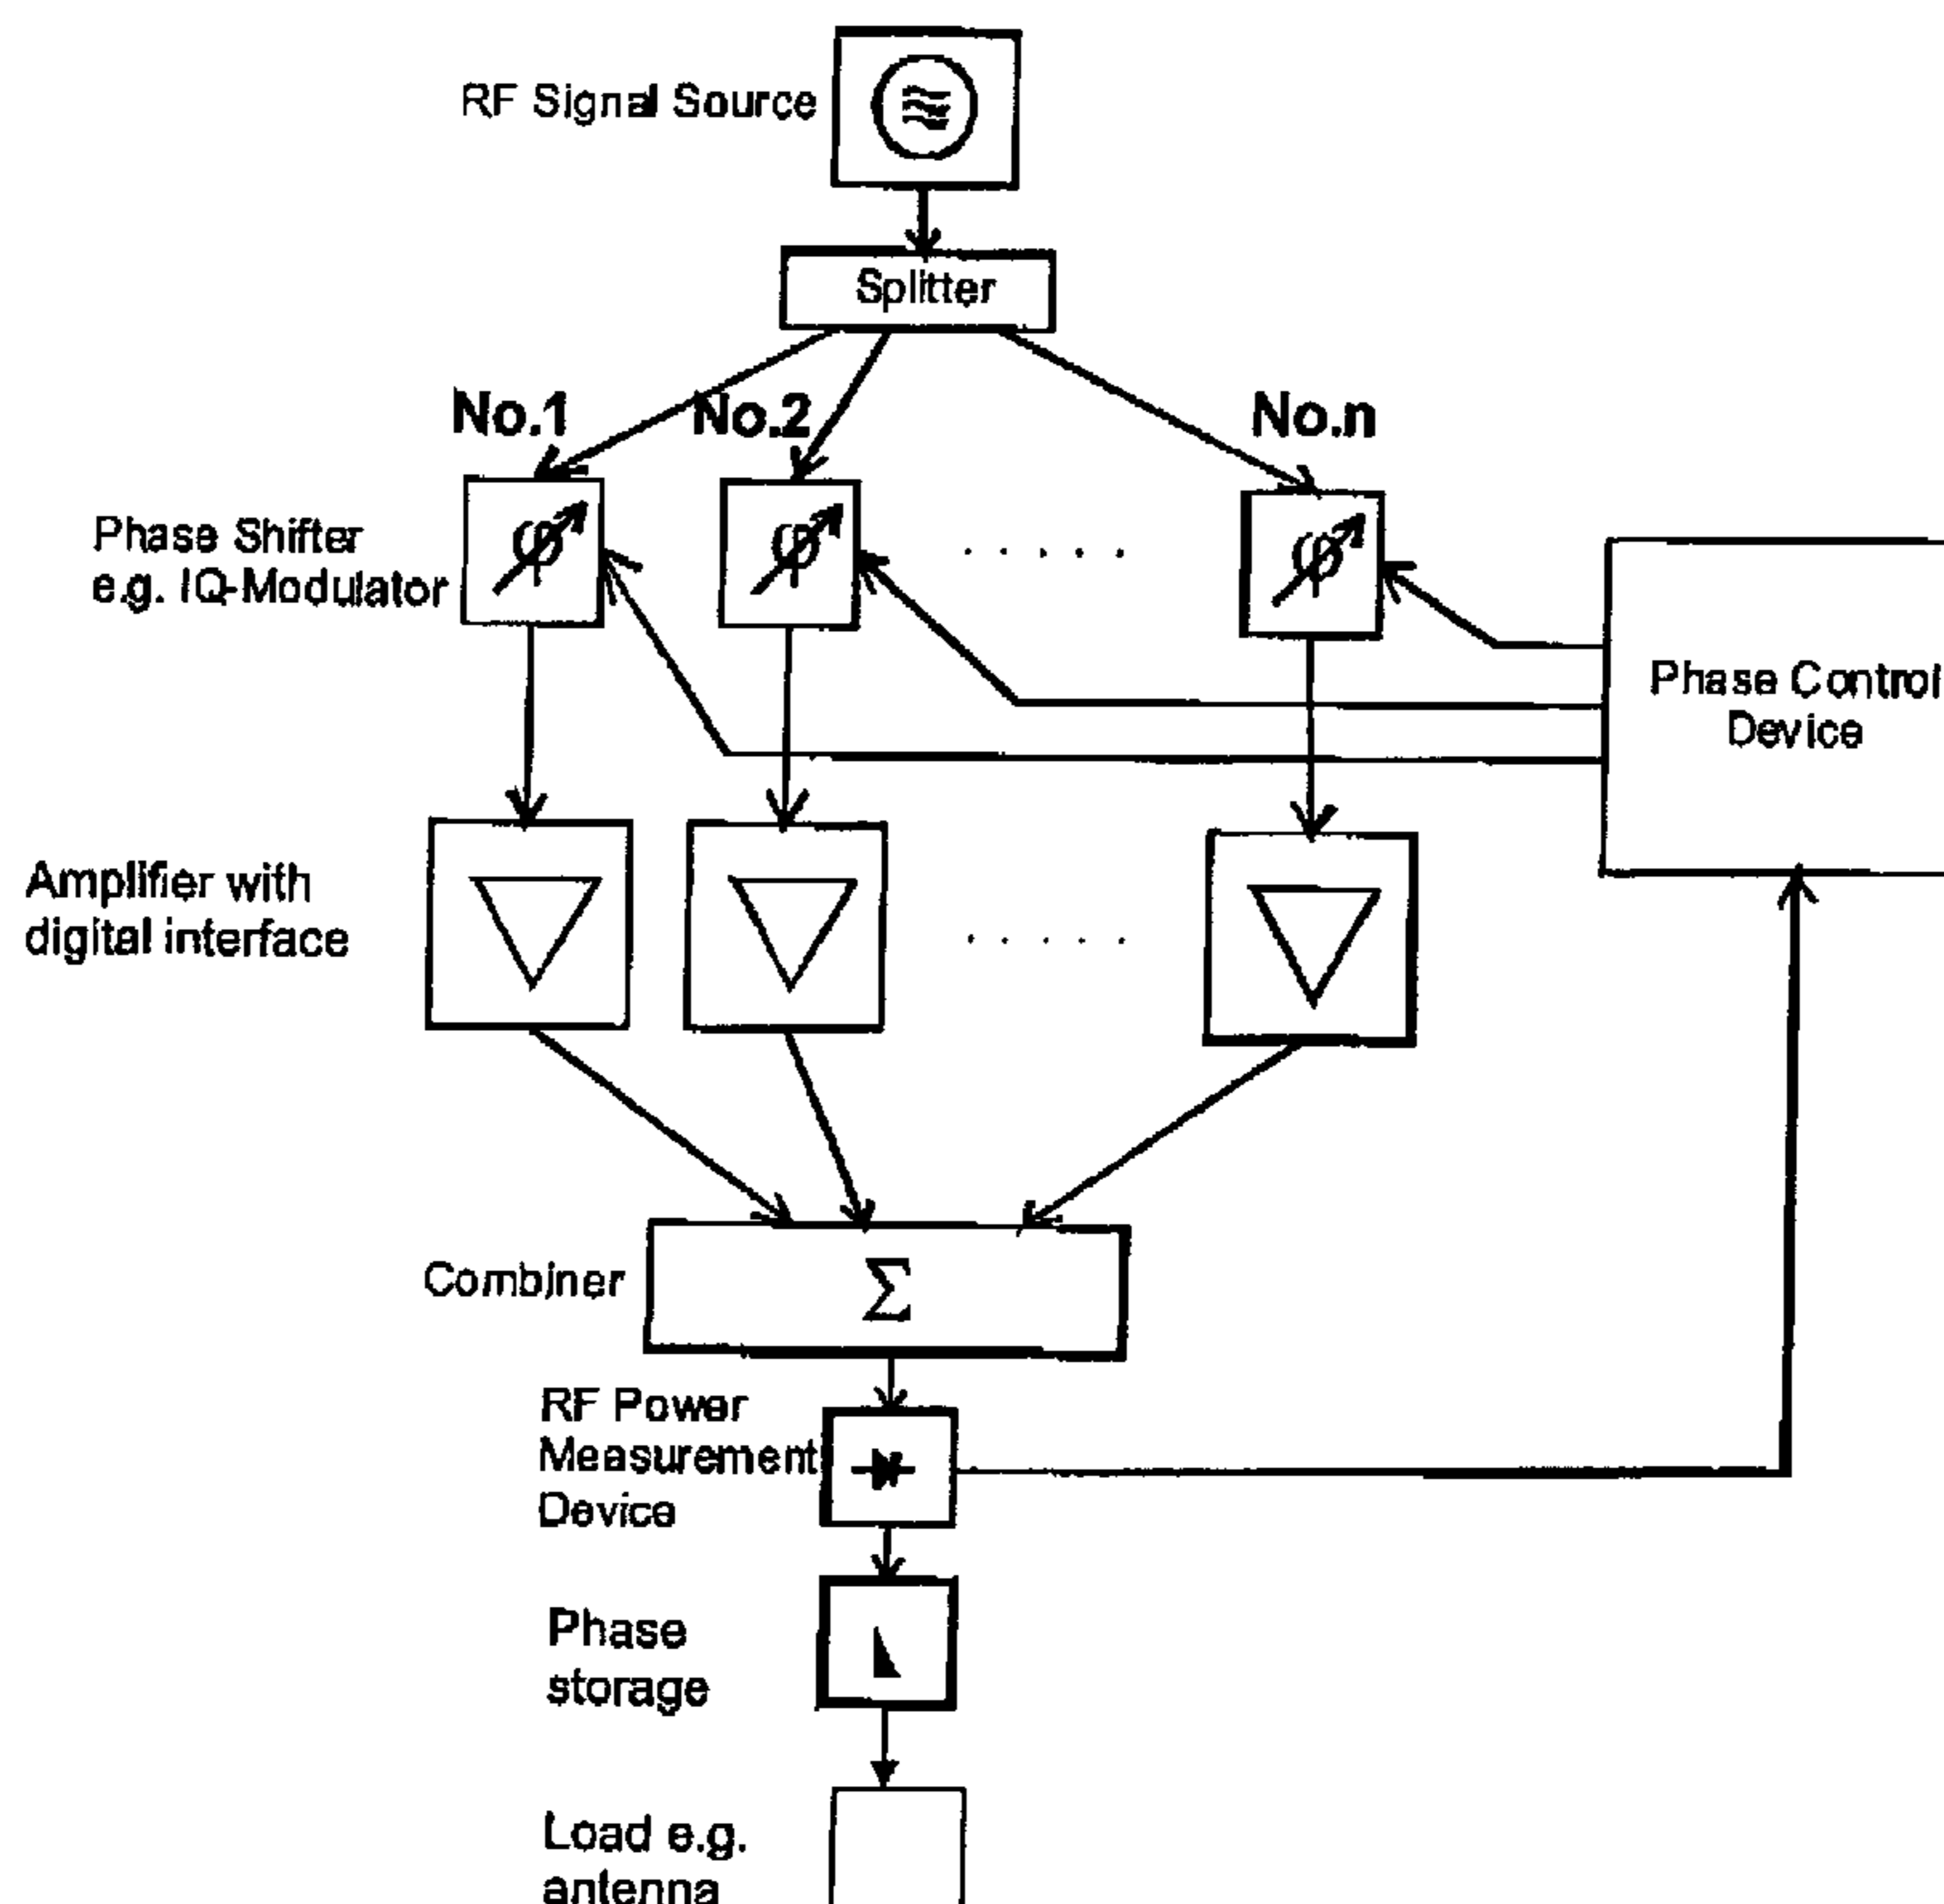 RF Signal Source
Splitter
No.1
No.2
No.n
Phase Shifter
e.g. IQ-Modulator
φ
φ
φ
Phase Control
Device
Amplifier with
digital interface
Combiner
Σ
RF Power
Measurement
Device
Phase
storage
Load e.g.
antenna